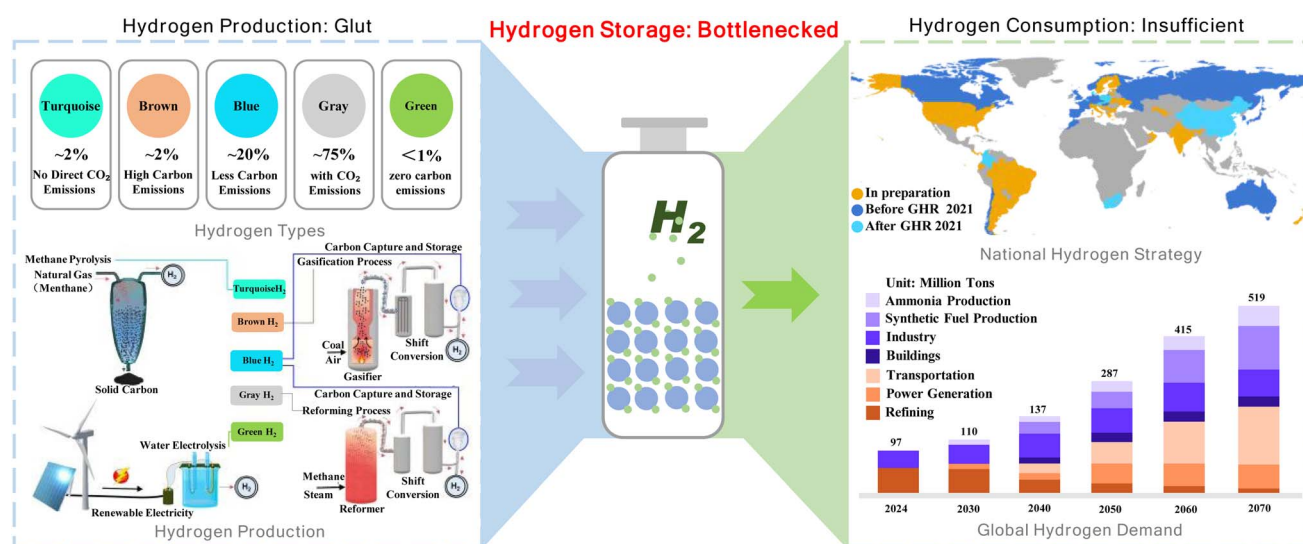 Hydrogen Production: Glut
Hydrogen Storage: Bottlenecked
Hydrogen Consumption: Insufficient
Turquoise
~2%
No Direct CO₂
Emissions
Brown
~2%
High Carbon
Emissions
Blue
~20%
Less Carbon
Emissions
Gray
~75%
with CO₂
Emissions
Green
<1%
zero carbon
emissions
Hydrogen Types
Methane Pyrolysis
Natural Gas
（Menthane）
H₂
Solid Carbon
TurquoiseH₂
Brown H₂
Blue H₂
Gray H₂
Green H₂
Carbon Capture and Storage
Gasification Process
Coal
Air
Gasifier
Shift
Conversion
H₂
Carbon Capture and Storage
Reforming Process
Methane
Steam
Reformer
Shift
Conversion
H₂
Water Electrolysis
H₂
Renewable Electricity
Hydrogen Production
H₂
In preparation
Before GHR 2021
After GHR 2021
National Hydrogen Strategy
Unit: Million Tons
Ammonia Production
Synthetic Fuel Production
Industry
Buildings
Transportation
Power Generation
Refining
97
110
137
287
415
519
2024
2030
2040
2050
2060
2070
Global Hydrogen Demand